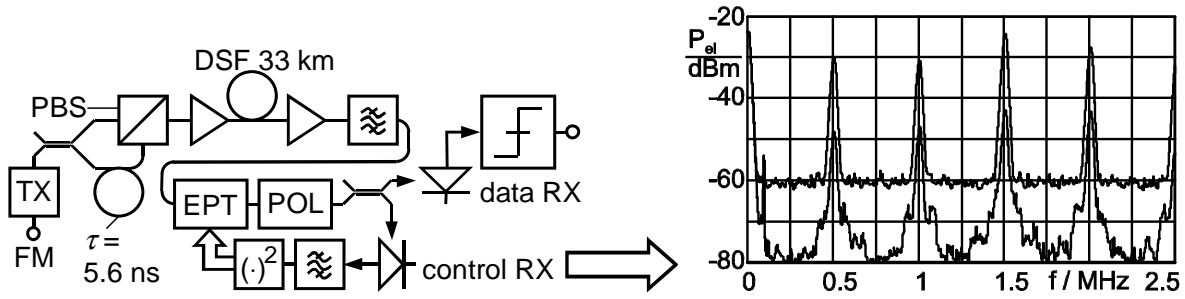 DSF 33 km
PBS
TX
FM
τ =
5.6 ns
EPT
POL
(·)²
data RX
control RX
P_el
dBm
-20
-40
-60
-80
0
0.5
1
1.5
f / MHz
2.5